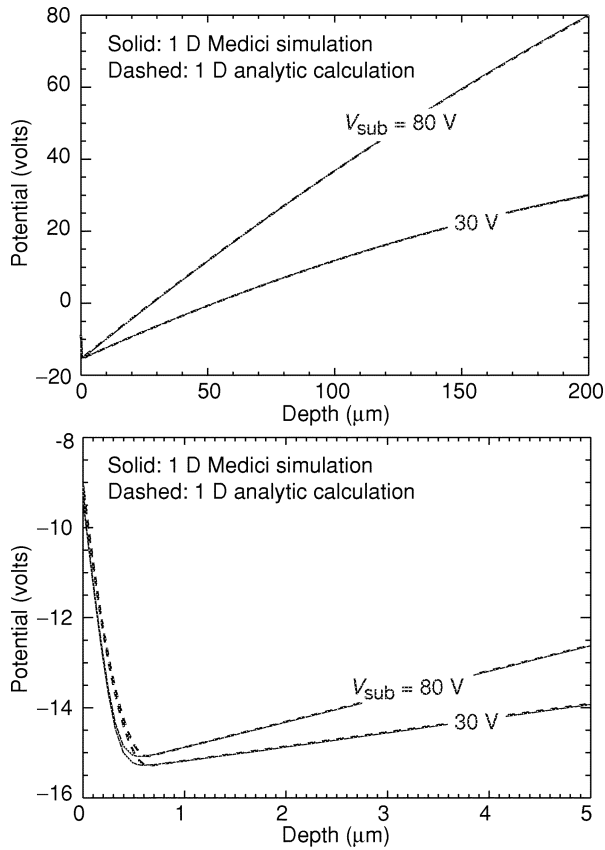 80
60
40
20
0
−20
Potential (volts)
Solid: 1 D Medici simulation
Dashed: 1 D analytic calculation
Vsub = 80 V
30 V
0 50 100 150 200
Depth (μm)
-8
−10
−12
−14
−16
Potential (volts)
Solid: 1 D Medici simulation
Dashed: 1 D analytic calculation
Vsub = 80 V
30 V
0 1 2 3 4 5
Depth (μm)